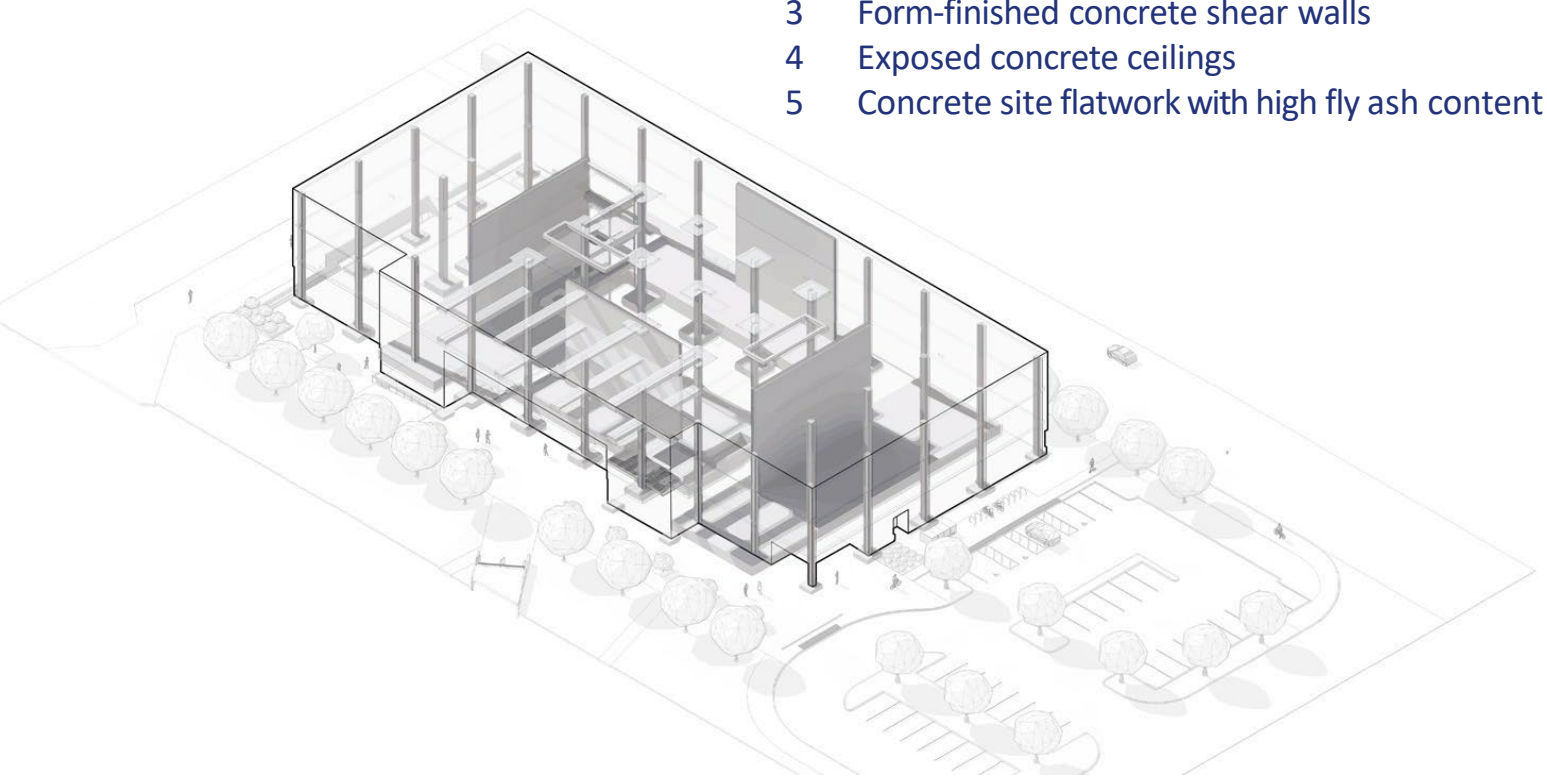 3 Form-finished concrete shear walls
4 Exposed concrete ceilings
5 Concrete site flatwork with high fly ash content